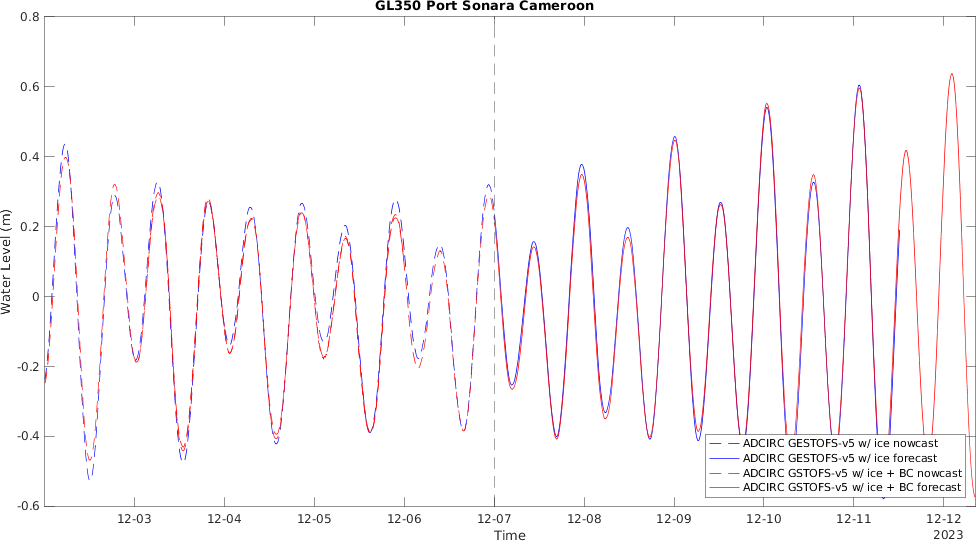 GL350 Port Sonara Cameroon
0.8
0.6
0.4
0.2
0
-0.2
-0.4
-0.6
Water Level (m)
ADCIRC GESTOFS-v5 w/ ice nowcast
ADCIRC GESTOFS-v5 w/ ice forecast
ADCIRC GSTOFS-v5 w/ ice + BC nowcast
ADCIRC GSTOFS-v5 w/ ice + BC forecast
12-03 12-04 12-05 12-06 12-07 12-08 12-09 12-10 12-11 12-12
Time
2023